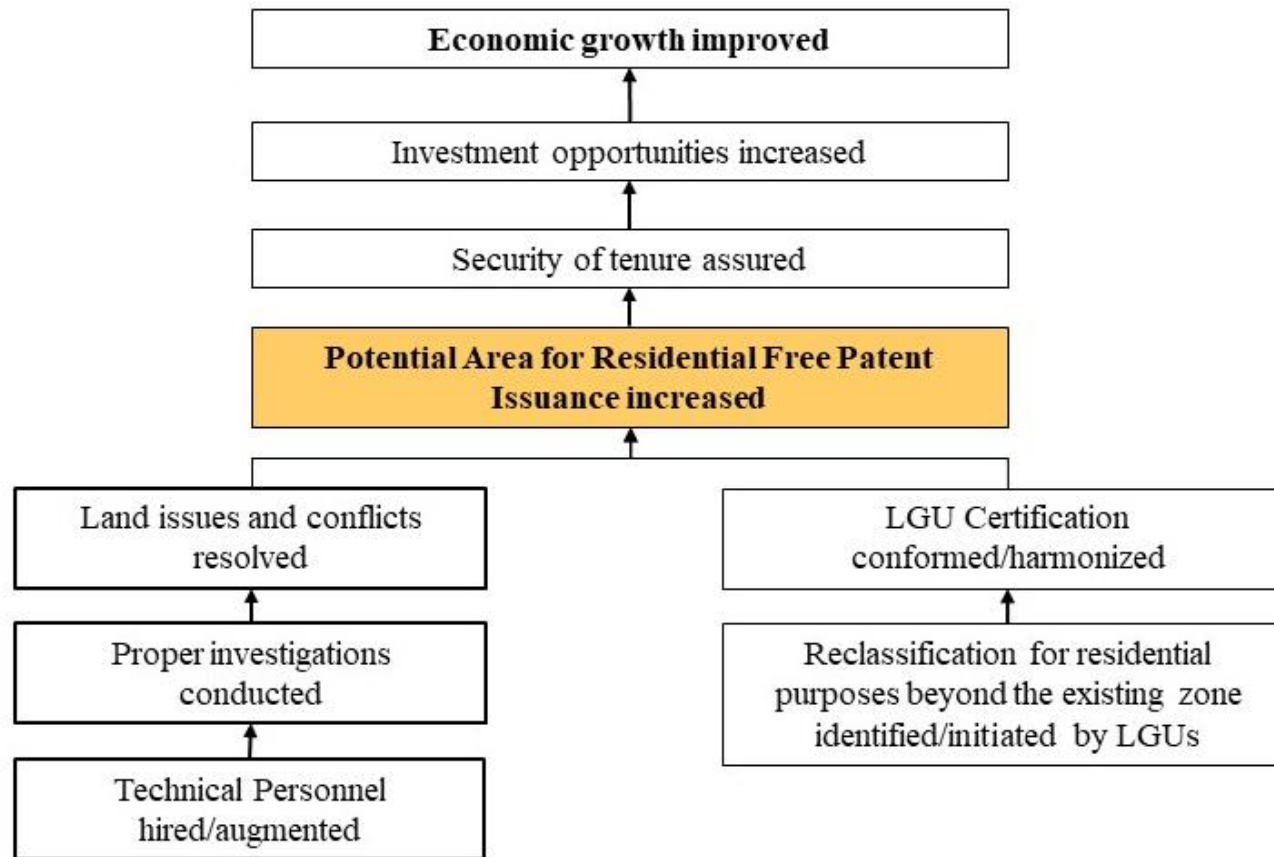 Economic growth improved
Investment opportunities increased
Security of tenure assured
Potential Area for Residential Free Patent
Issuance increased
Land issues and conflicts
resolved
LGU Certification
conformed/harmonized
Proper investigations
conducted
Reclassification for residential
purposes beyond the existing zone
identified/initiated by LGUs
Technical Personnel
hired/augmented